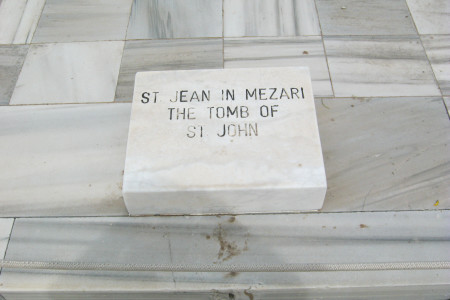 ST JEAN IN MEZARI
THE TOMB OF
ST JOHN